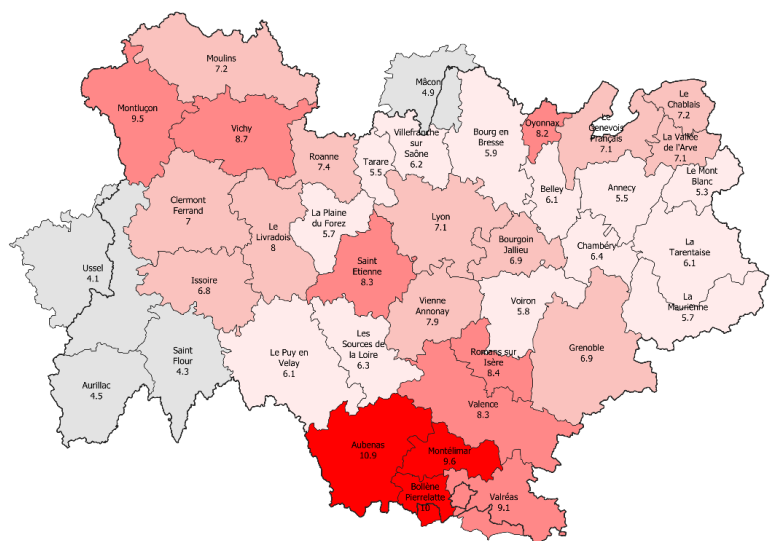 Moulins
7.2
Mâcon
4.9
Le
Chablais
7.2
Montluçon
9.5
Vichy
8.7
Villefranche
sur
Saône
6.2
Bourg en
Bresse
5.9
Oyonnax
8.2
Le
Genevois
Français
7.1
La Vallée
de l'Arve
7.1
Roanne
7.4
Tarare
5.5
Le Mont
Blanc
5.3
Belley
6.1
Annecy
5.5
Clermont
Ferrand
7
La Plaine
du Forez
5.7
Lyon
7.1
Le
Livradois
8
Bourgoin
Jallieu
6.9
Chambéry
6.4
La
Tarentaise
6.1
Ussel
4.1
Saint
Etienne
8.3
Issoire
6.8
Vienne
Annonay
7.9
Voiron
5.8
La
Maurienne
5.7
Saint
Flour
4.3
Le Puy en
Velay
6.1
Les
Sources de
la Loire
6.3
Romans sur
Isère
8.4
Grenoble
6.9
Aurillac
4.5
Valence
8.3
Aubenas
10.9
Montélimar
9.6
Bollène
Pierrelatte
10
Valréas
9.1